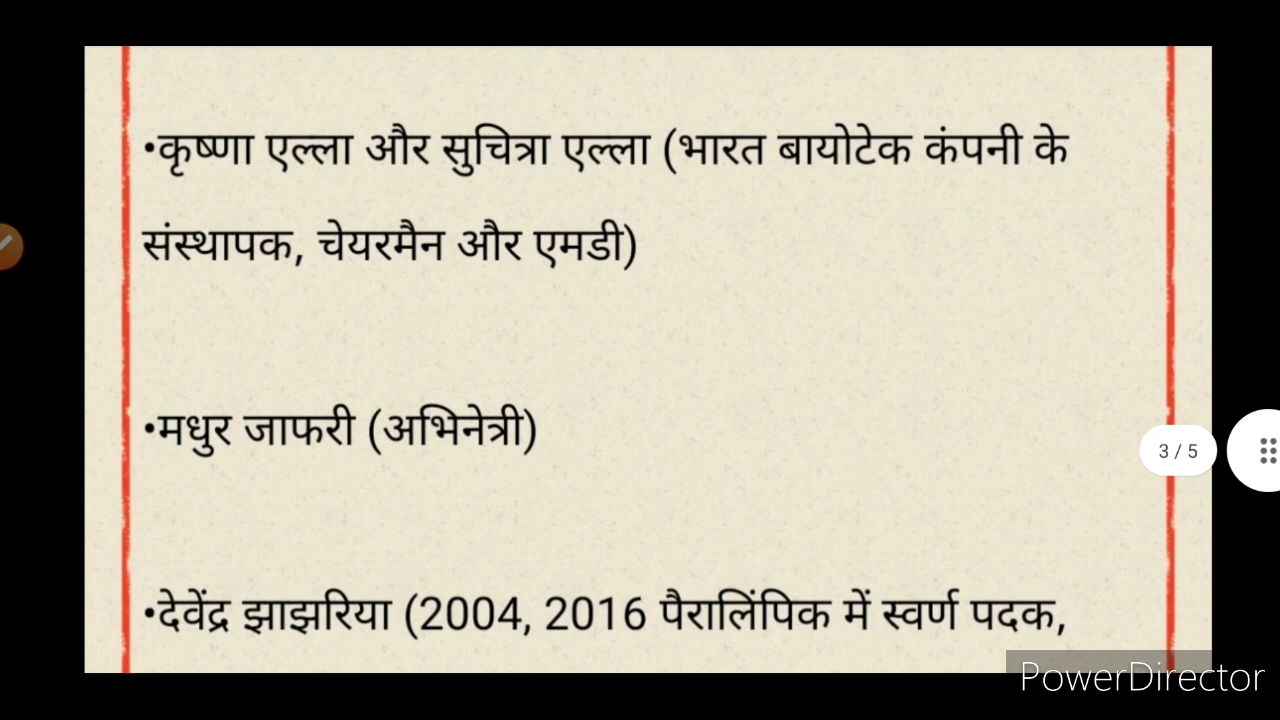 •कृष्णा एल्ला और सुचित्रा एल्ला (भारत बायोटेक कंपनी के
संस्थापक, चेयरमैन और एमडी)
•मधुर जाफरी (अभिनेत्री)
3 / 5
•देवेंद्र झाझरिया (2004, 2016 पैरालिंपिक में स्वर्ण पदक,
PowerDirector